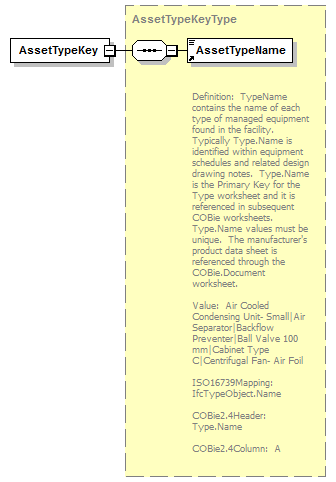 AssetTypeKeyType
AssetTypeKey
AssetTypeName
Definition:  TypeName
contains the name of each
type of managed equipment
found in the facility.
Typically Type.Name is
identified within equipment
schedules and related design
drawing notes.  Type.Name
is the Primary Key for the
Type worksheet and it is
referenced in subsequent
COBie worksheets.
Type.Name values must be
unique.  The manufacturer's
product data sheet is
referenced through the
COBie.Document
worksheet.
Value:  Air Cooled
Condensing Unit- Small|Air
Separator|Backflow
Preventer|Ball Valve 100
mm|Cabinet Type
C|Centrifugal Fan- Air Foil
ISO16739Mapping:
IfcTypeObject.Name
COBie2.4Header:
Type.Name
COBie2.4Column:  A